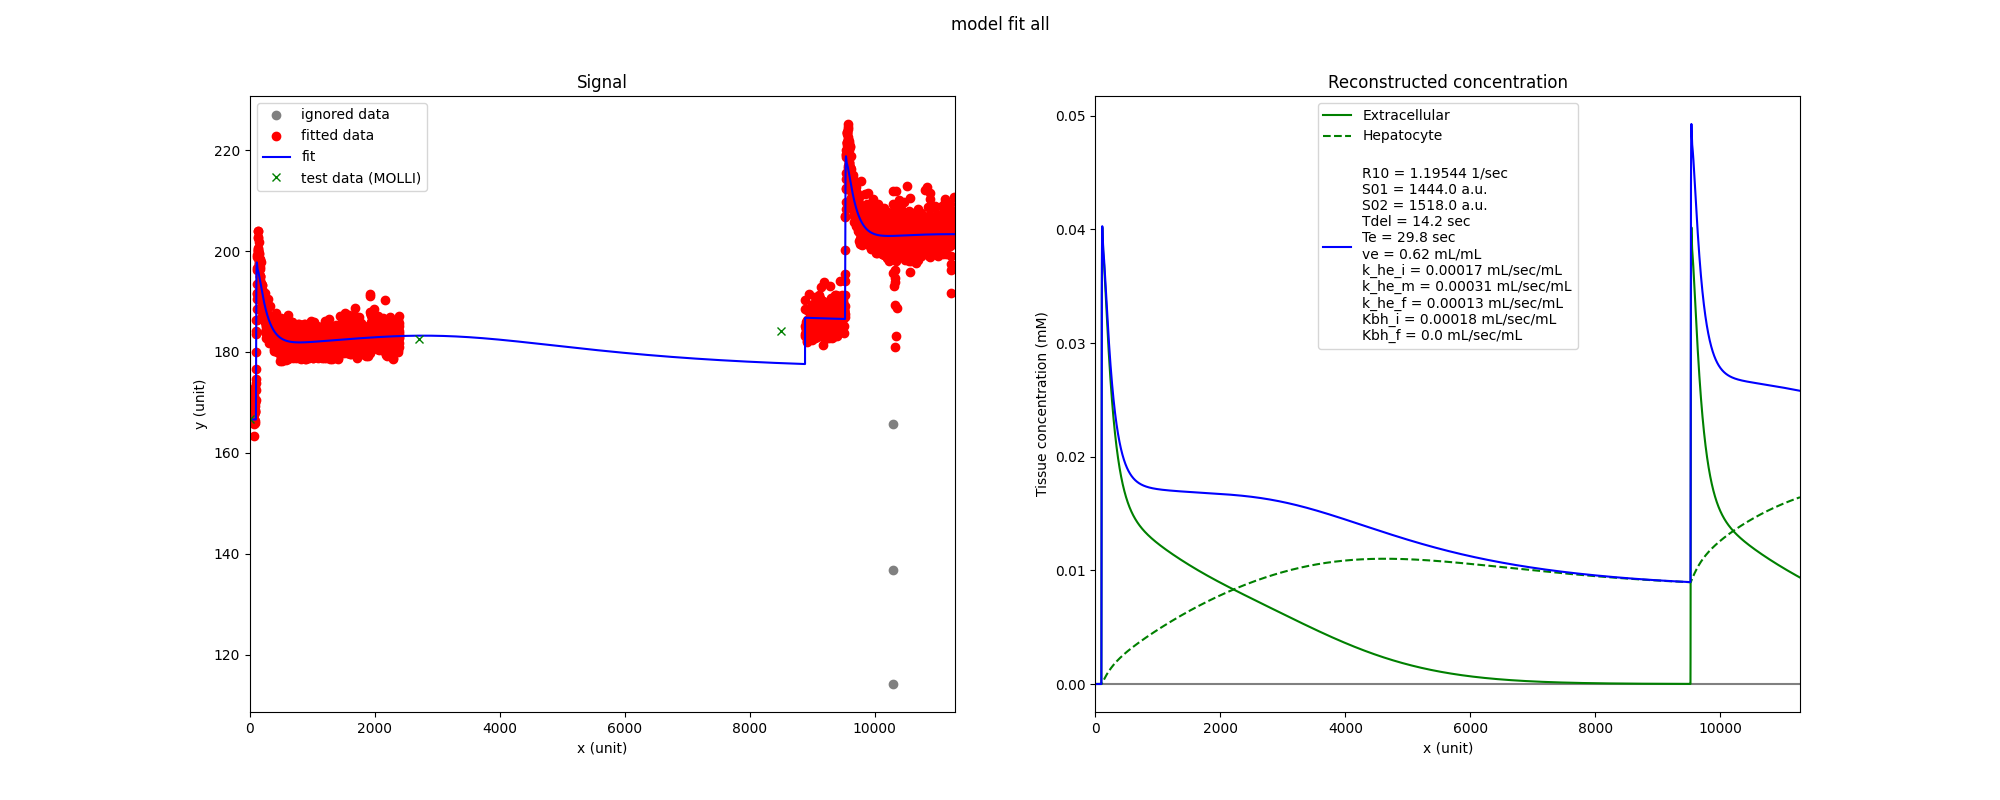 model fit all
Signal
ignored data
fitted data
fit
test data (MOLLI)
220
200
180
160
140
120
y (unit)
0 2000 4000 6000 8000 10000
x (unit)
Reconstructed concentration
Extracellular
Hepatocyte
R10 = 1.19544 1/sec
S01 = 1444.0 a.u.
S02 = 1518.0 a.u.
Tdel = 14.2 sec
Te = 29.8 sec
ve = 0.62 mL/mL
k_he_i = 0.00017 mL/sec/mL
k_he_m = 0.00031 mL/sec/mL
k_he_f = 0.00013 mL/sec/mL
Kbh_i = 0.00018 mL/sec/mL
Kbh_f = 0.0 mL/sec/mL
0.05
0.04
0.03
0.02
0.01
0.00
Tissue concentration (mM)
0 2000 4000 6000 8000 10000
x (unit)